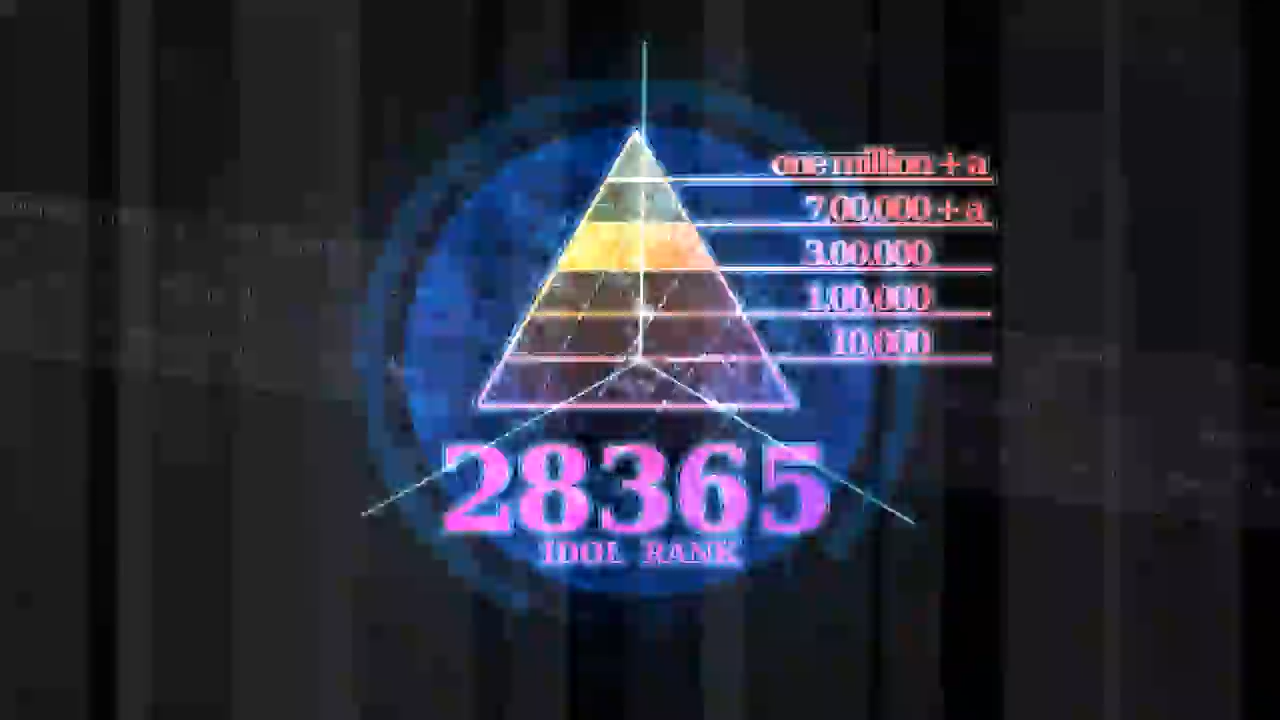 one million + a
7,00,000 + a
3,00,000
1,00,000
10,000
28365
IDOL RANK